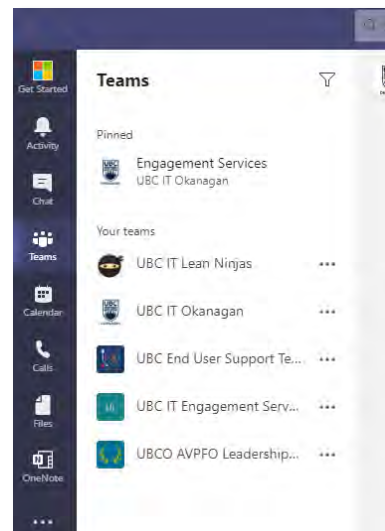 Get Started
Activity
Chat
Teams
Calendar
Calls
Files
OneNote
Teams
Pinned
Engagement Services
UBC IT Okanagan
Your teams
UBC IT Lean Ninjas
UBC IT Okanagan
UBC End User Support Te...
UBC IT Engagement Serv...
UBCO AVPFO Leadership...